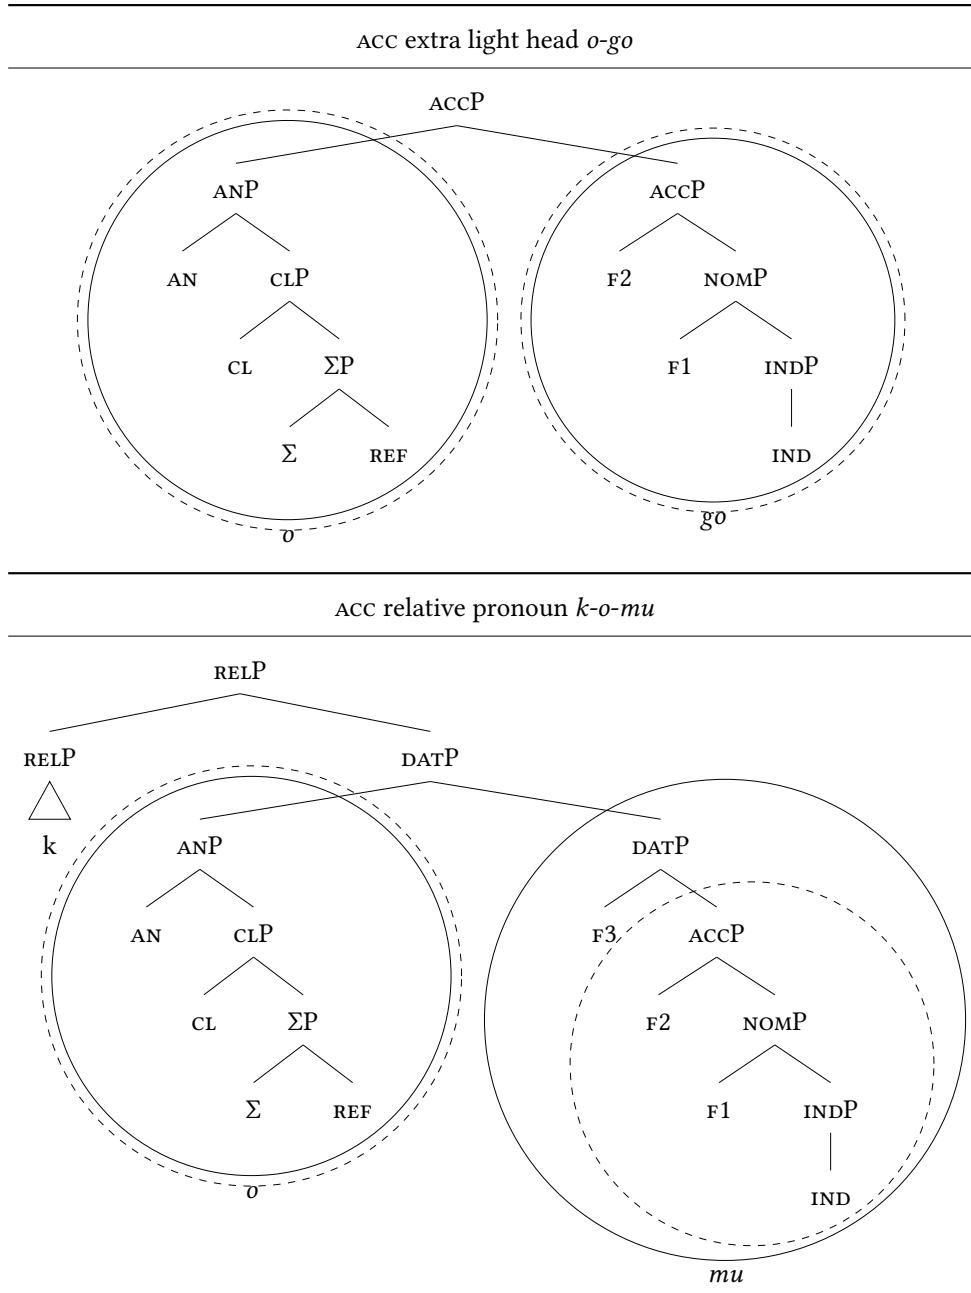 ACC extra light head o-go
ACCP
ANP ACCP
AN CLP F2 NOMP
CL ΣP F1 INDP
Σ REF IND
o go
ACC relative pronoun k-o-mu
RELP
RELP DATP
k ANP DATP
AN CLP F3 ACCP
CL ΣP F2 NOMP
Σ REF F1 INDP
o IND
mu